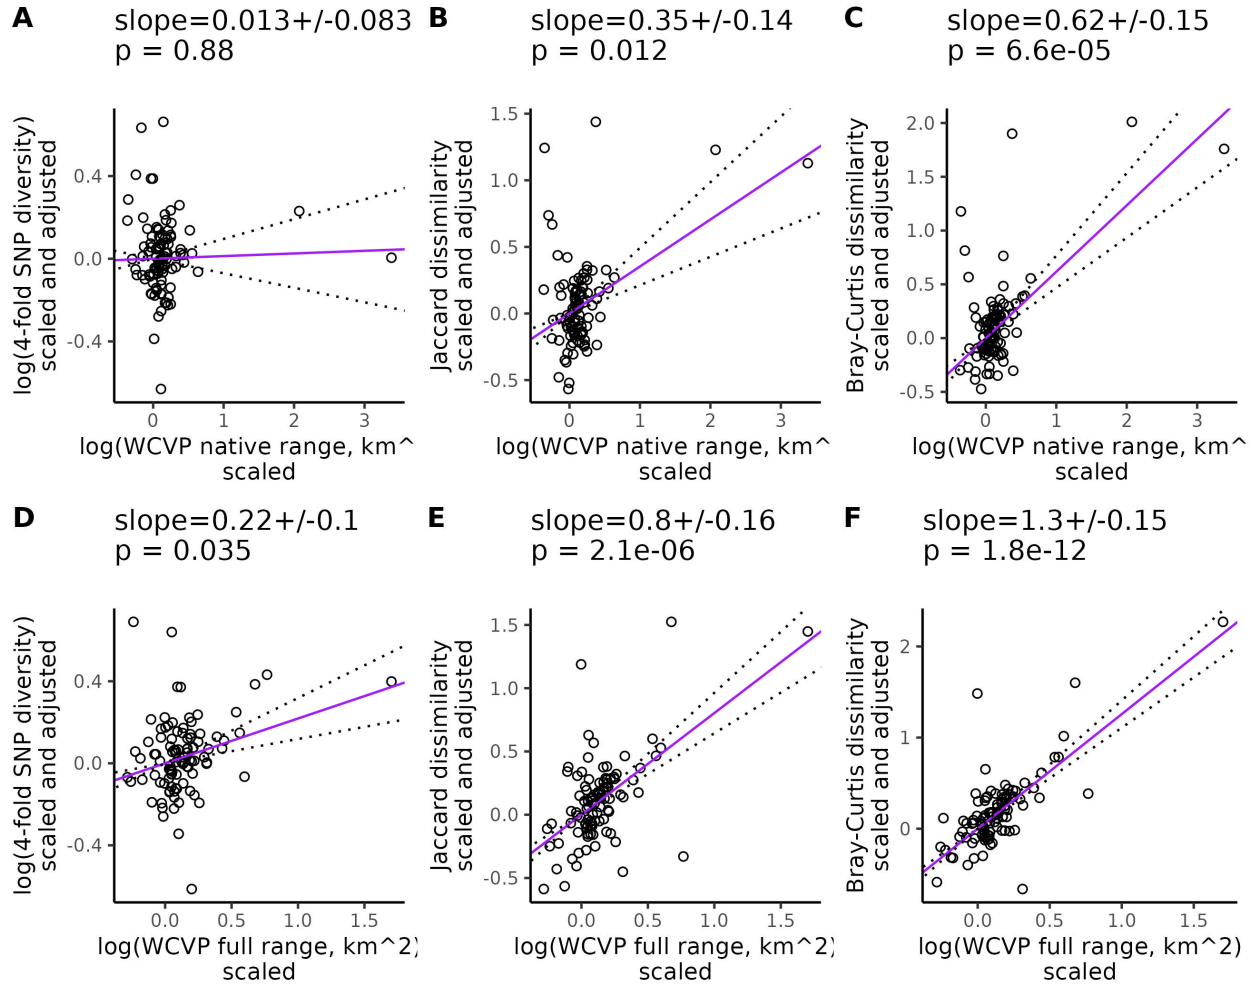 A
slope=0.013+/-0.083
p = 0.88
log(4-fold SNP diversity)
scaled and adjusted
0.4
0.0
-0.4
0 1 2 3
log(WCVP native range, km^
scaled
B
slope=0.35+/-0.14
p = 0.012
Jaccard dissimilarity
scaled and adjusted
1.5
1.0
0.5
0.0
-0.5
0 1 2 3
log(WCVP native range, km^
scaled
C
slope=0.62+/-0.15
p = 6.6e-05
Bray-Curtis dissimilarity
scaled and adjusted
2.0
1.5
1.0
0.5
0.0
-0.5
0 1 2 3
log(WCVP native range, km^
scaled
D
slope=0.22+/-0.1
p = 0.035
log(4-fold SNP diversity)
scaled and adjusted
0.4
0.0
-0.4
0.0 0.5 1.0 1.5
log(WCVP full range, km^2)
scaled
E
slope=0.8+/-0.16
p = 2.1e-06
Jaccard dissimilarity
scaled and adjusted
1.5
1.0
0.5
0.0
-0.5
0.0 0.5 1.0 1.5
log(WCVP full range, km^2)
scaled
F
slope=1.3+/-0.15
p = 1.8e-12
Bray-Curtis dissimilarity
scaled and adjusted
2
1
0
0.0 0.5 1.0 1.5
log(WCVP full range, km^2)
scaled